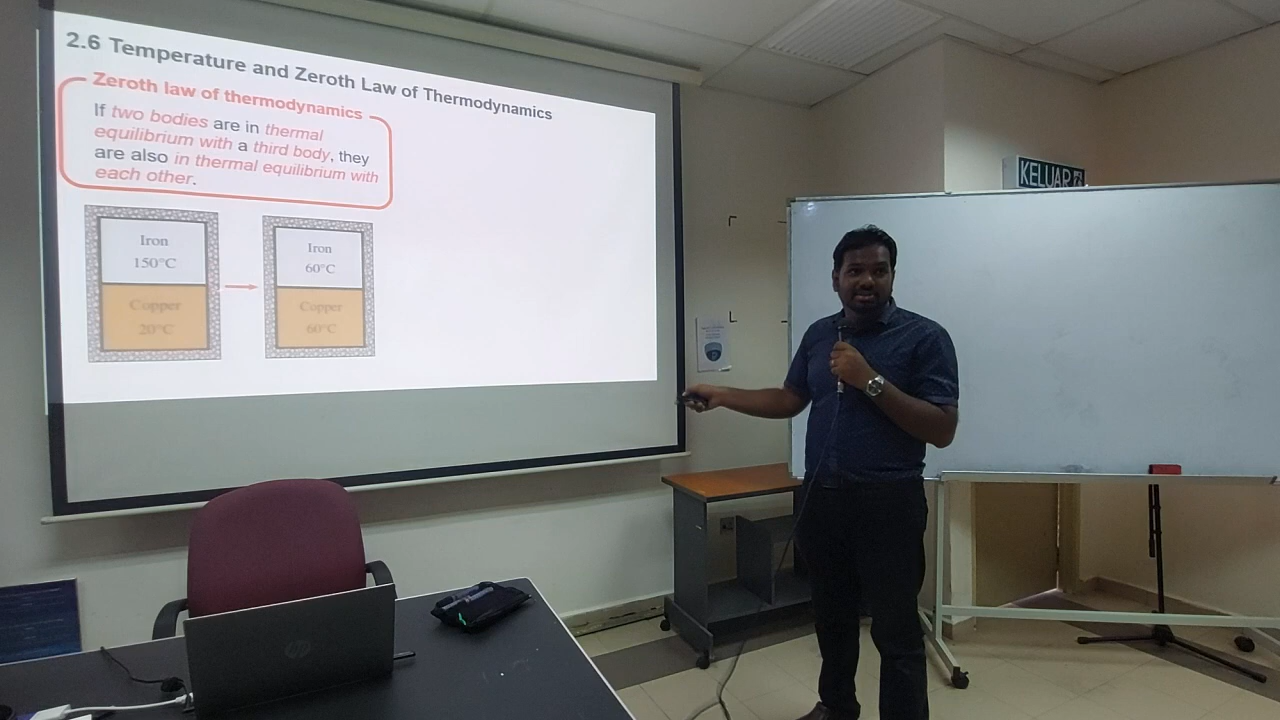 2.6 Temperature and Zeroth Law of Thermodynamics
Zeroth law of thermodynamics
If two bodies are in thermal
equilibrium with a third body, they
are also in thermal equilibrium with
each other.
Iron
150°C
Copper
20°C
Iron
60°C
Copper
60°C
KELUAR
hp